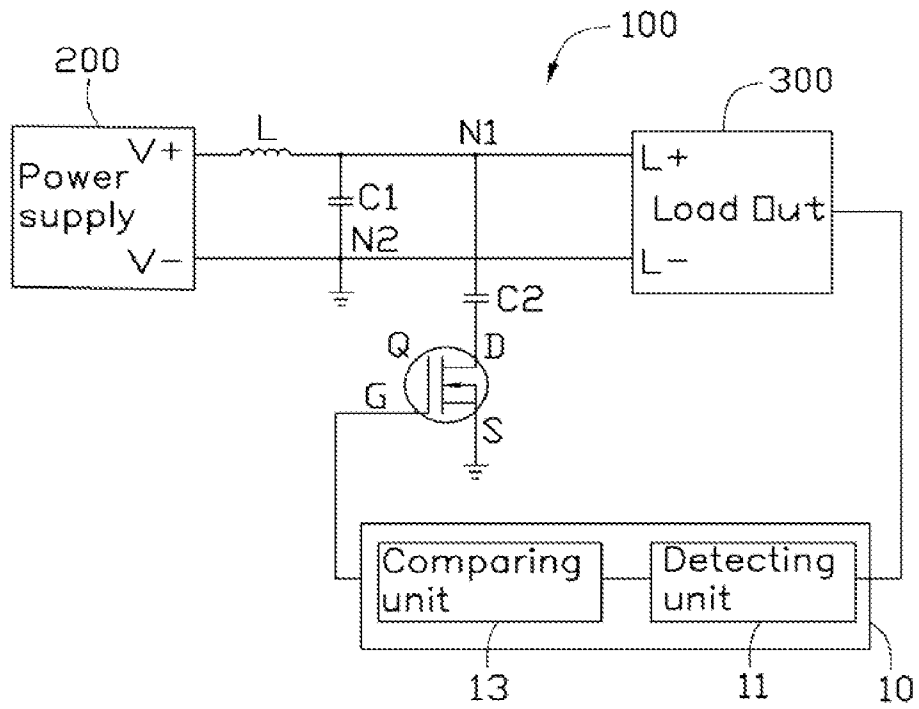 100
200
300
L
N1
V+
L+
Power
supply
C1
Load Out
N2
V-
L-
C2
Q
D
G
S
Comparing
unit
Detecting
unit
13
11
10